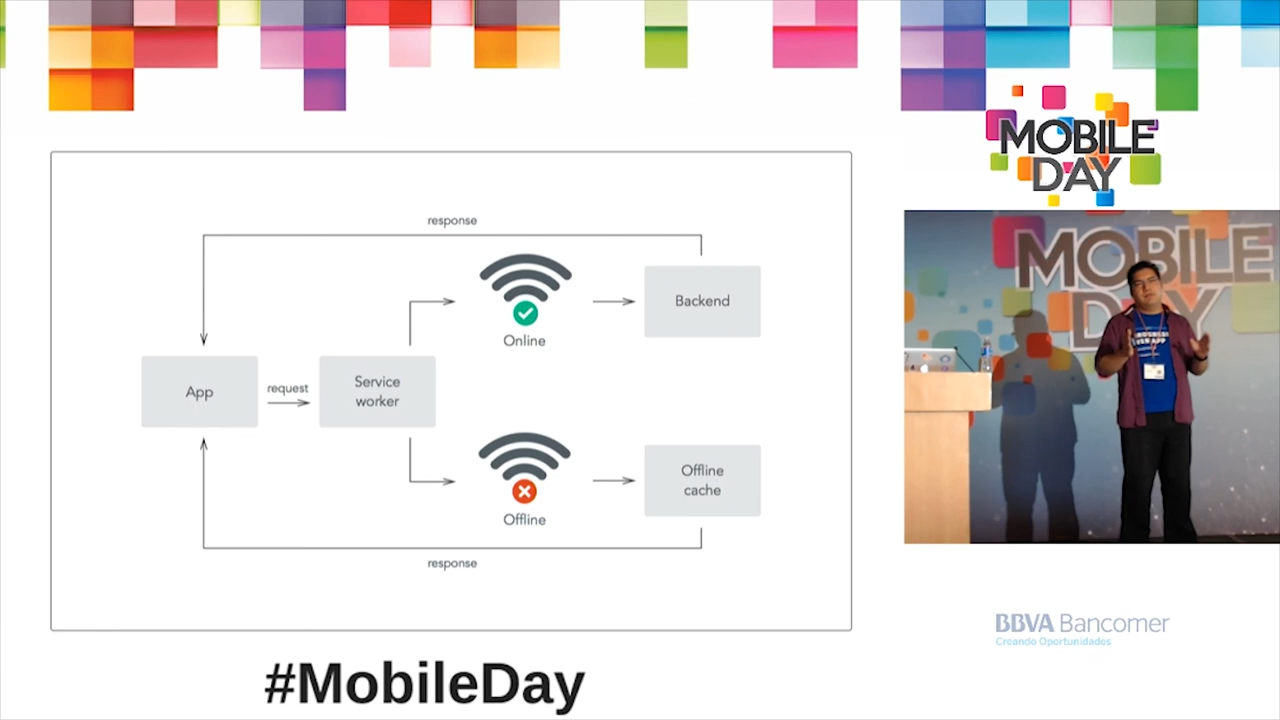 response
Online
Backend
App
request
Service
worker
Offline
Offline
cache
response
#MobileDay
MOBILE
DAY
MOBILE
DAY
BBVA Bancomer
Creando Oportunidades